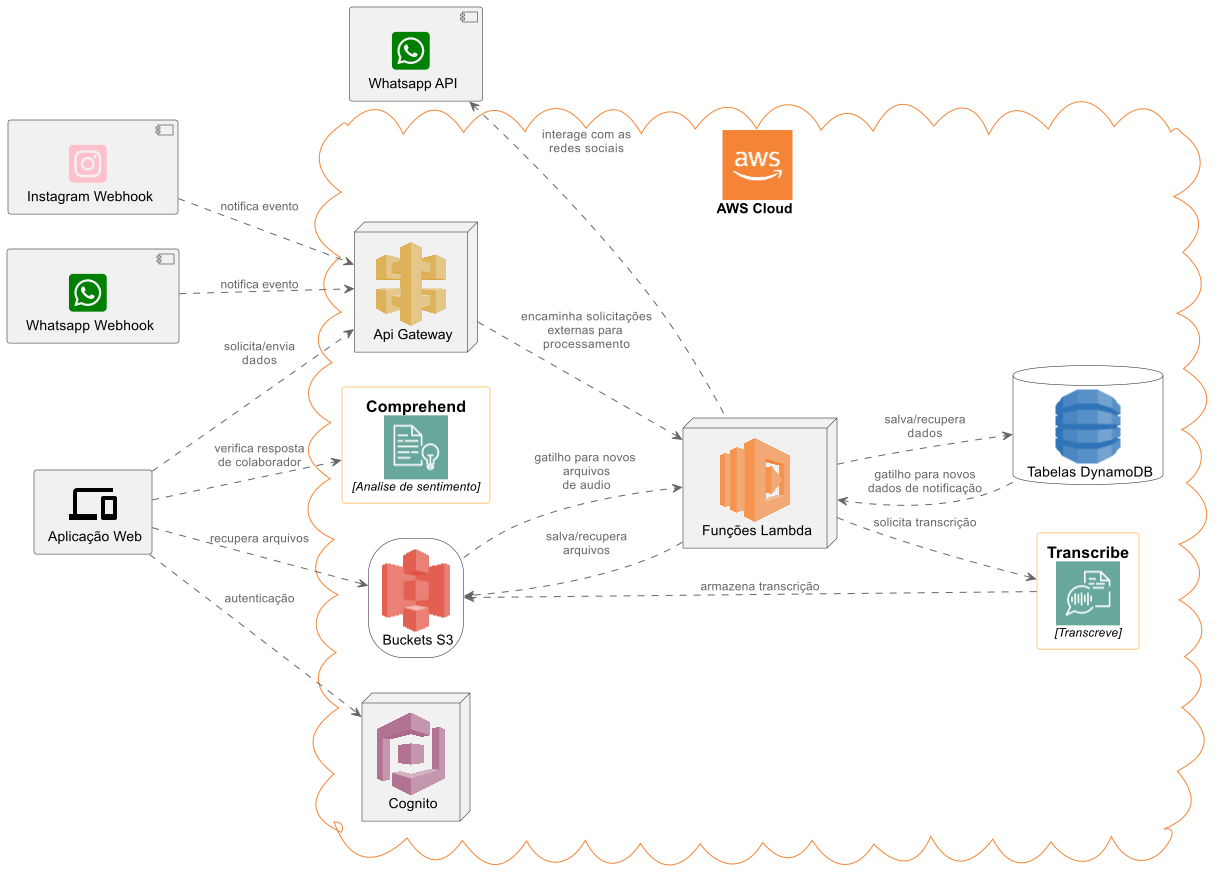 Whatsapp API
interage com as
redes sociais
aws
AWS Cloud
Instagram Webhook
notifica evento
Whatsapp Webhook
notifica evento
Api Gateway
solicita/envia
dados
encaminha solicitações
externas para
processamento
Comprehend
[Analise de sentimento]
verifica resposta
de colaborador
Aplicação Web
recupera arquivos
autenticação
gatilho para novos
arquivos
de audio
salva/recupera
arquivos
Funções Lambda
salva/recupera
dados
gatilho para novos
dados de notificação
Tabelas DynamoDB
solicita transcrição
Transcribe
[Transcreve]
armazena transcrição
Buckets S3
Cognito